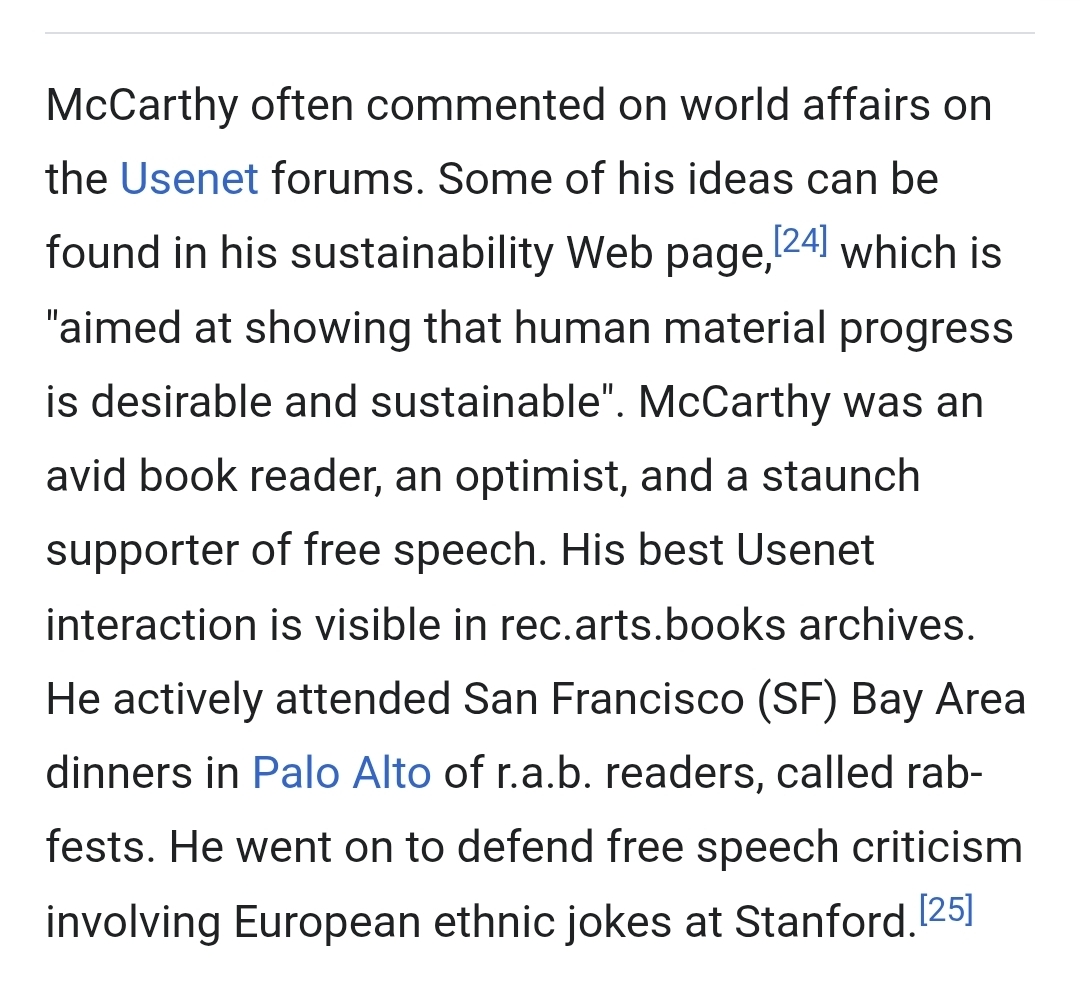 McCarthy often commented on world affairs on
the Usenet forums. Some of his ideas can be
found in his sustainability Web page,[24] which is
"aimed at showing that human material progress
is desirable and sustainable". McCarthy was an
avid book reader, an optimist, and a staunch
supporter of free speech. His best Usenet
interaction is visible in rec.arts.books archives.
He actively attended San Francisco (SF) Bay Area
dinners in Palo Alto of r.a.b. readers, called rab-
fests. He went on to defend free speech criticism
involving European ethnic jokes at Stanford.[25]